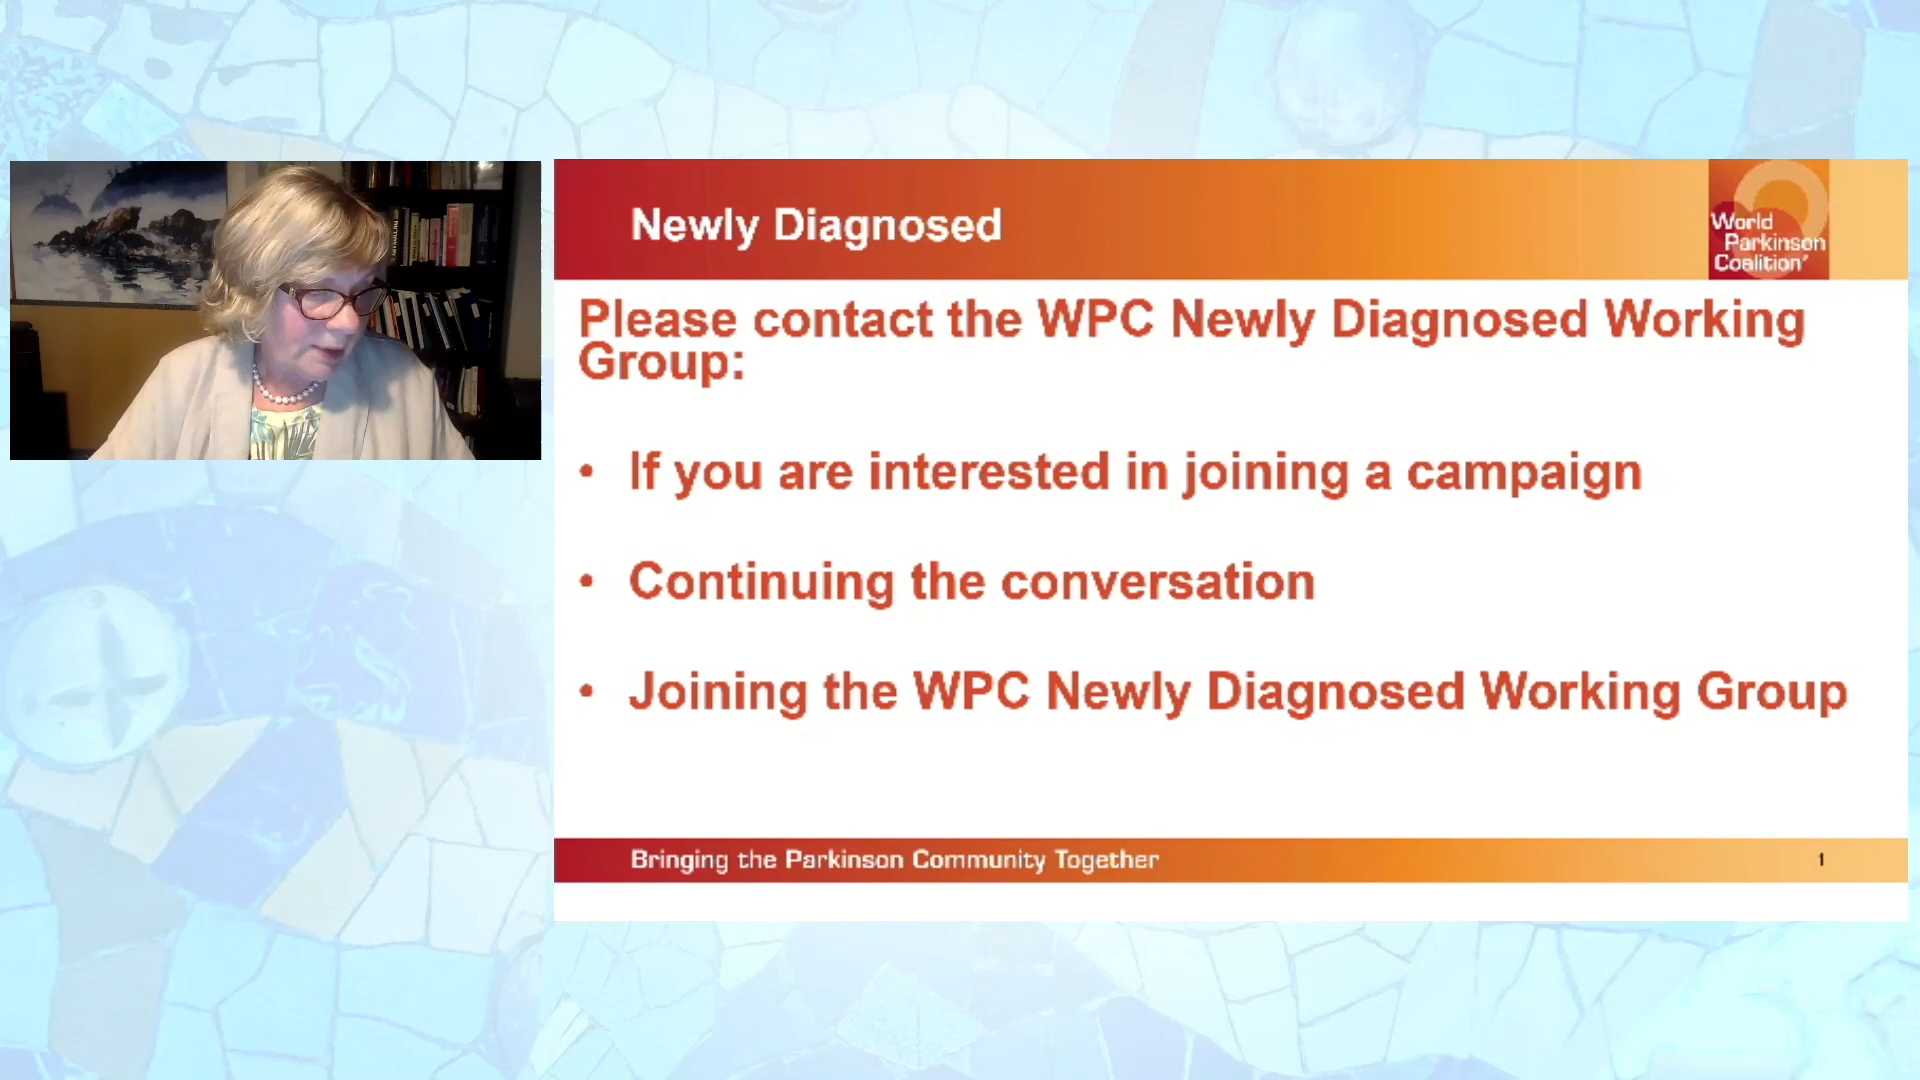 Newly Diagnosed
World
Parkinson
Coalition
Please contact the WPC Newly Diagnosed Working
Group:
• If you are interested in joining a campaign
• Continuing the conversation
• Joining the WPC Newly Diagnosed Working Group
Bringing the Parkinson Community Together
1